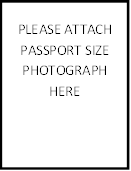 PLEASE ATTACH
PASSPORT SIZE
PHOTOGRAPH
HERE